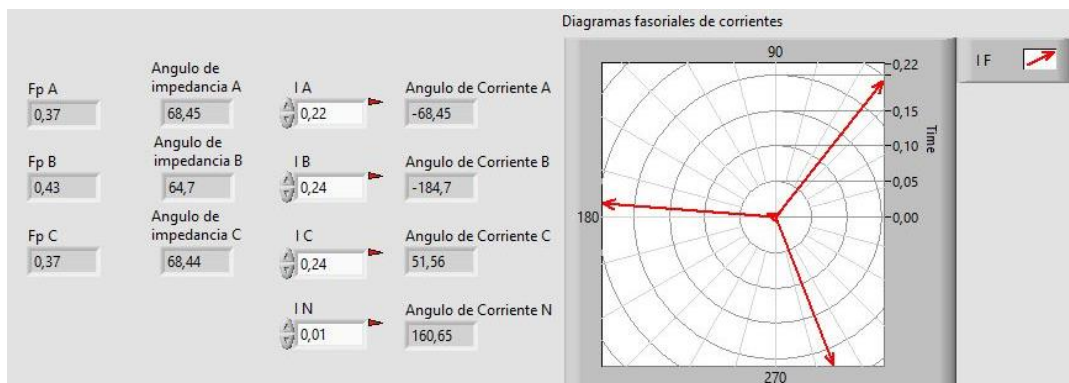 Diagramas fasoriales de corrientes
Fp A
0,37
Angulo de
impedancia A
68,45
I A
0,22
Angulo de Corriente A
-68,45
Fp B
0,43
Angulo de
impedancia B
64,7
I B
0,24
Angulo de Corriente B
-184,7
Fp C
0,37
Angulo de
impedancia C
68,44
I C
0,24
Angulo de Corriente C
51,56
I N
0,01
Angulo de Corriente N
160,65
90
180
270
0,22
0,15
0,10
0,05
0,00
Time
I F